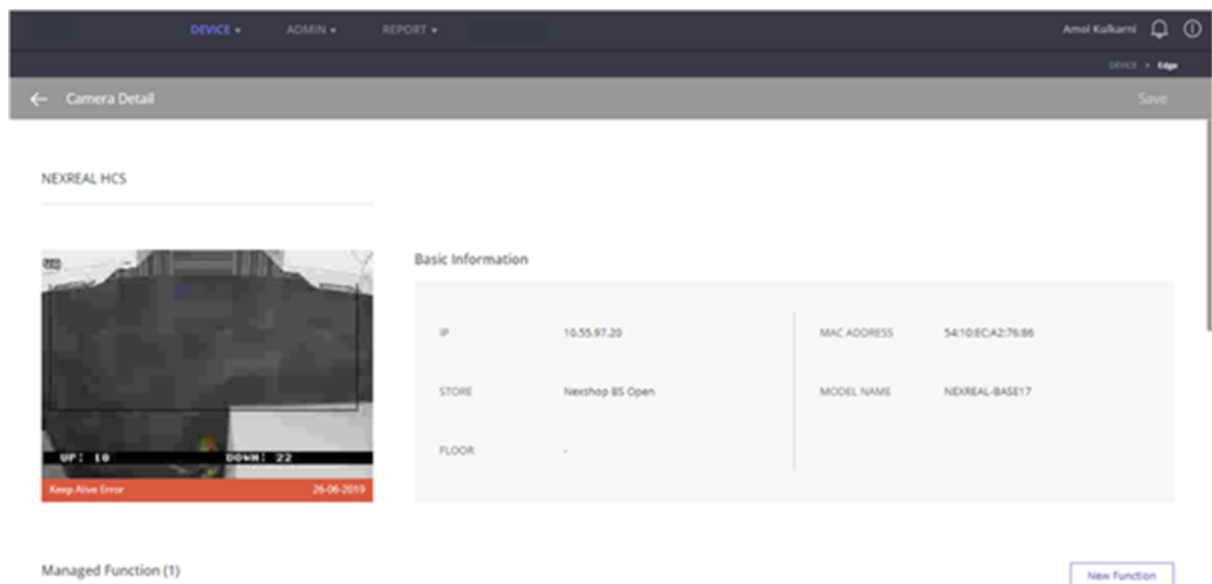 DEVICE ADMIN REPORT Amol Kulkarni
DEVICE > Edge
Camera Detail Save
NEXREAL HCS
Basic Information
IP 10.55.97.20 MAC ADDRESS 54:10:EC:A2:76:B6
STORE Nexshop BS Open MODEL NAME NEXREAL-BASE17
FLOOR -
UP: 10 DOWN: 22
Keep Alive Error 26-06-2019
Managed Function (1) New Function